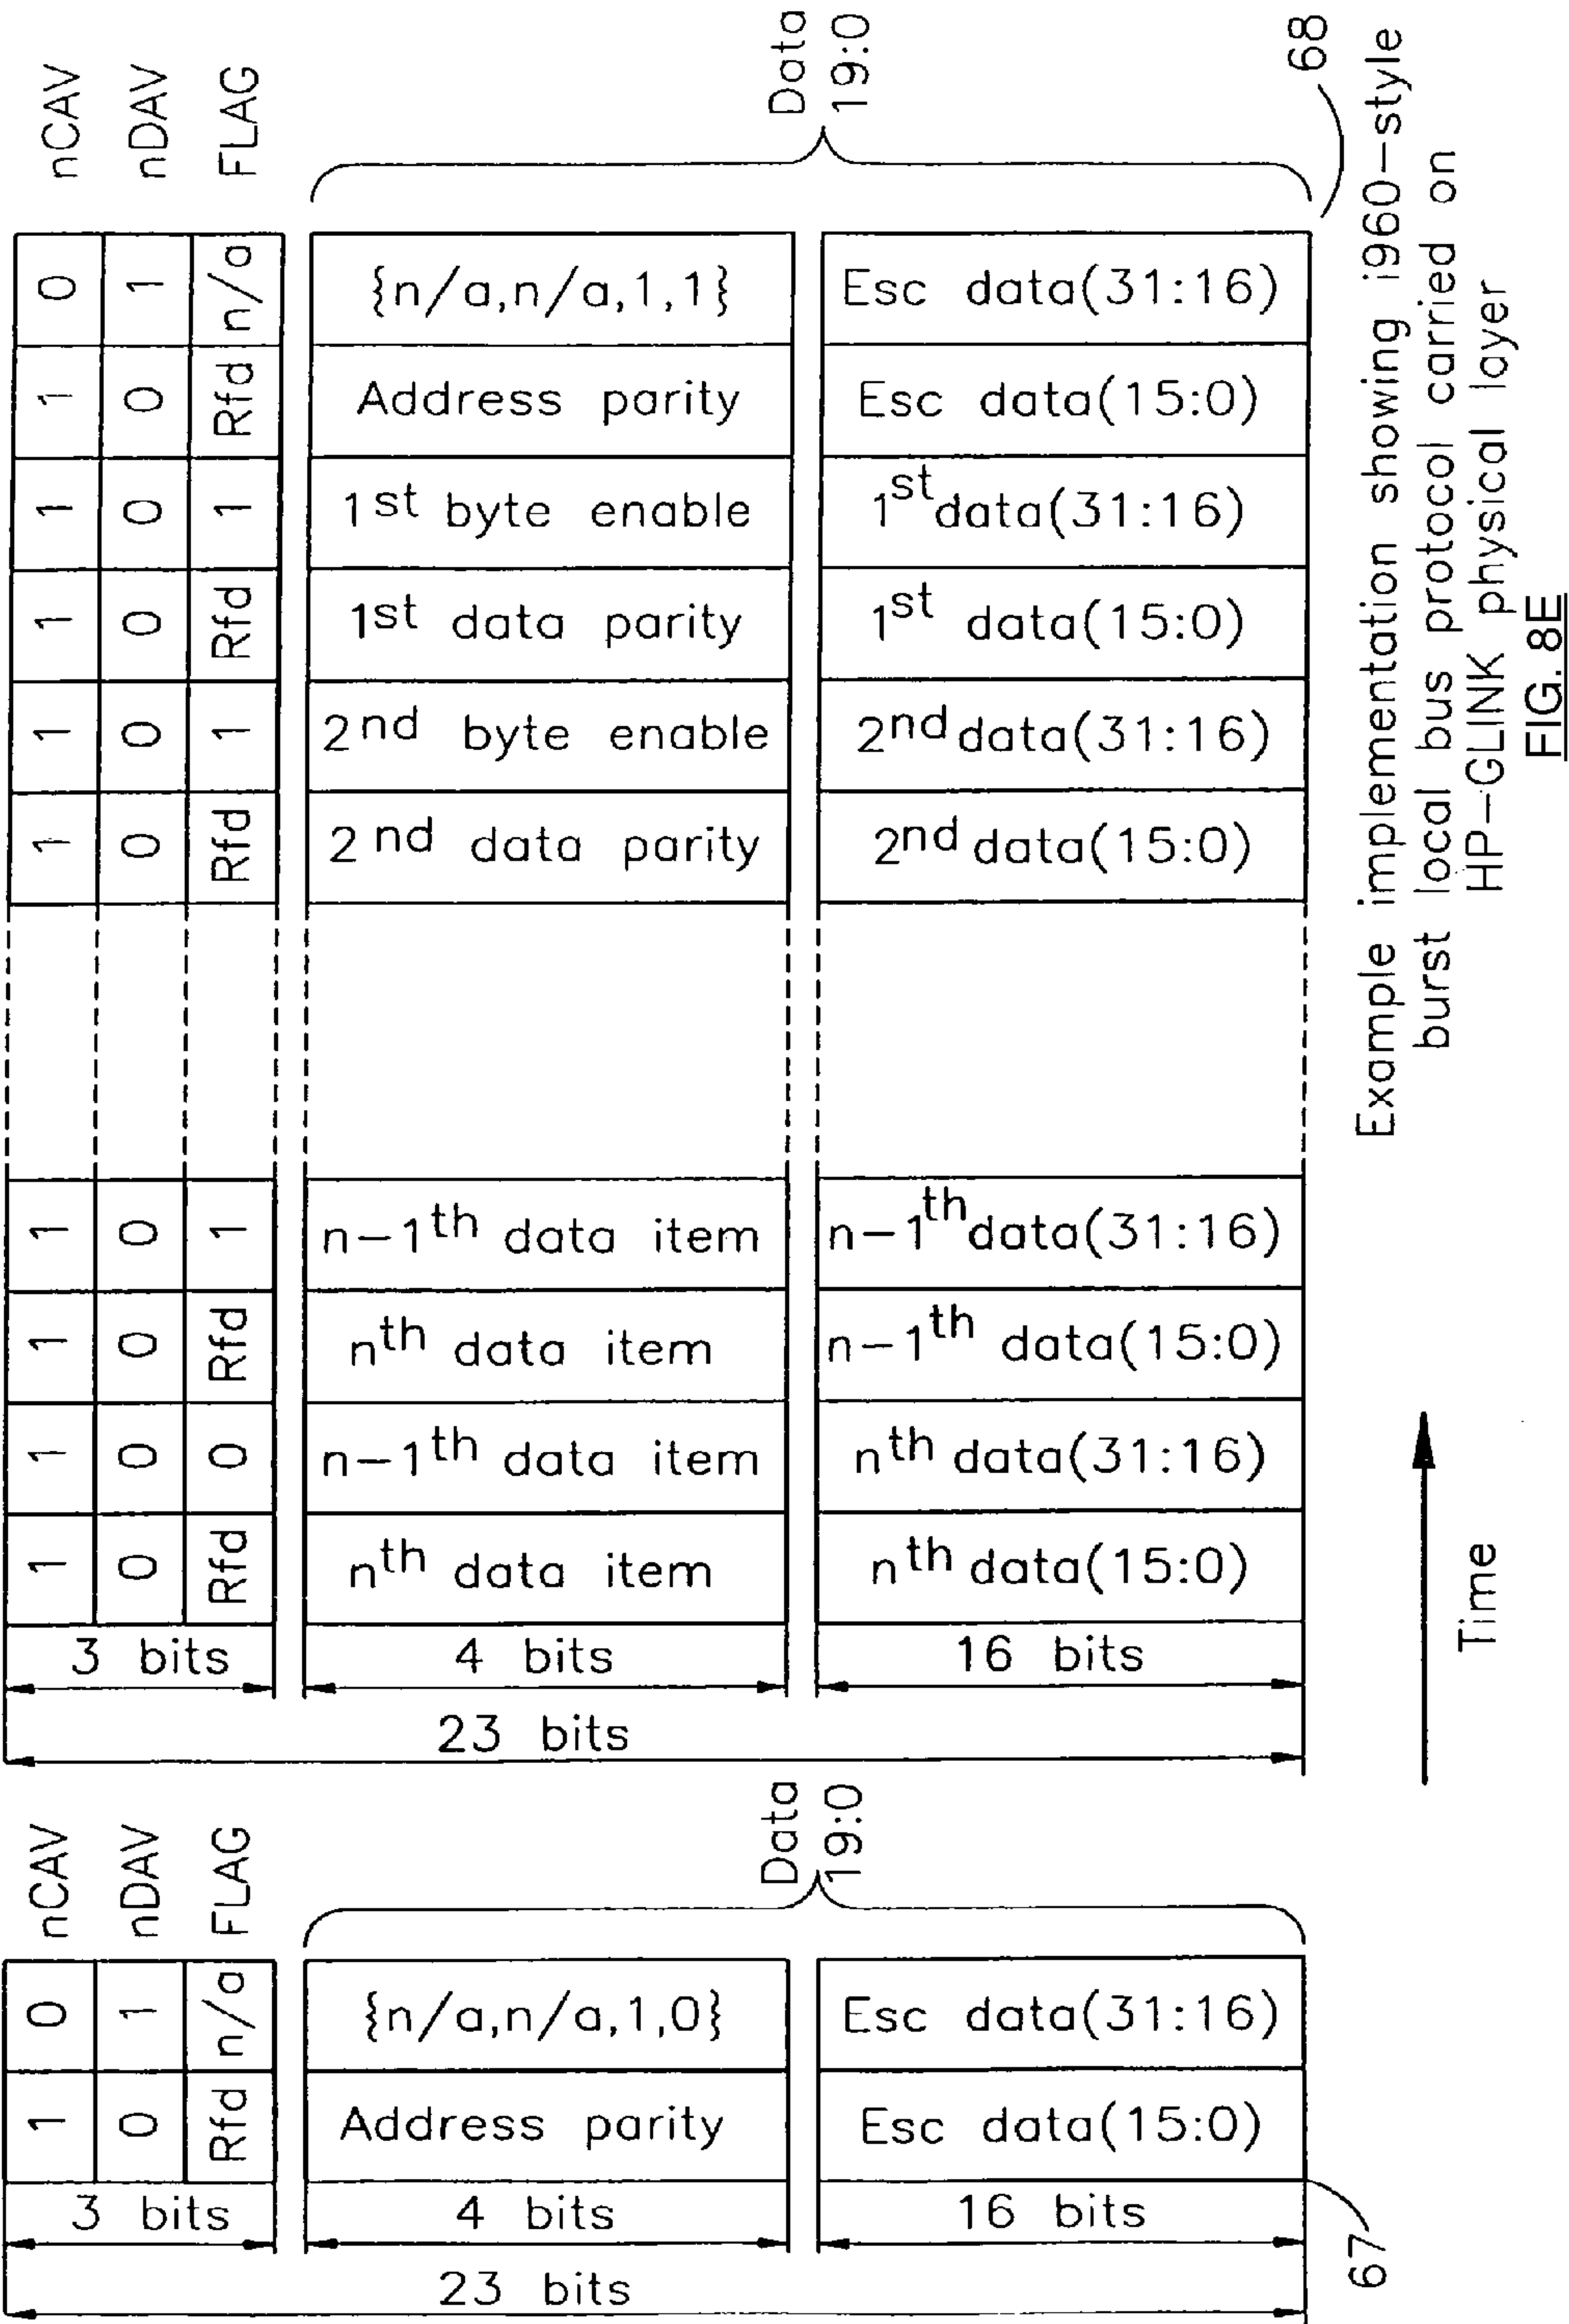 nCAV
nDAV
FLAG
0
1
n/a
{n/a,n/a,1,1}
Esc data(31:16)
1
0
Rfd
Address parity
Esc data(15:0)
1
0
1
1st byte enable
1st data(31:16)
1
0
Rfd
1st data parity
1st data(15:0)
1
0
1
2nd byte enable
2nd data(31:16)
1
0
Rfd
2nd data parity
2nd data(15:0)
1
0
1
n-1th data item
n-1th data(31:16)
1
0
Rfd
nth data item
n-1th data(15:0)
1
0
0
n-1th data item
nth data(31:16)
1
0
Rfd
nth data item
nth data(15:0)
3 bits
4 bits
16 bits
23 bits
Data
19:0
68
Time
nCAV
nDAV
FLAG
0
1
n/a
{n/a,n/a,1,0}
Esc data(31:16)
1
0
Rfd
Address parity
Esc data(15:0)
3 bits
4 bits
16 bits
23 bits
Data
19:0
67
Example implementation showing i960-style
burst local bus protocol carried on
HP-GLINK physical layer
FIG. 8E